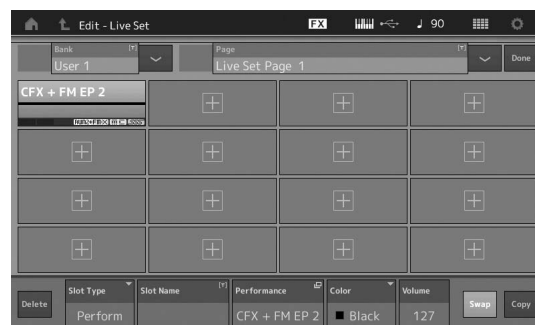 Edit - Live Set
FX
♩ 90
Bank [T]
User 1
Page [T]
Live Set Page 1
Done
CFX + FM EP 2
Delete
Slot Type
Perform
Slot Name [T]
Performance
CFX + FM EP 2
Color
Black
Volume
127
Swap
Copy